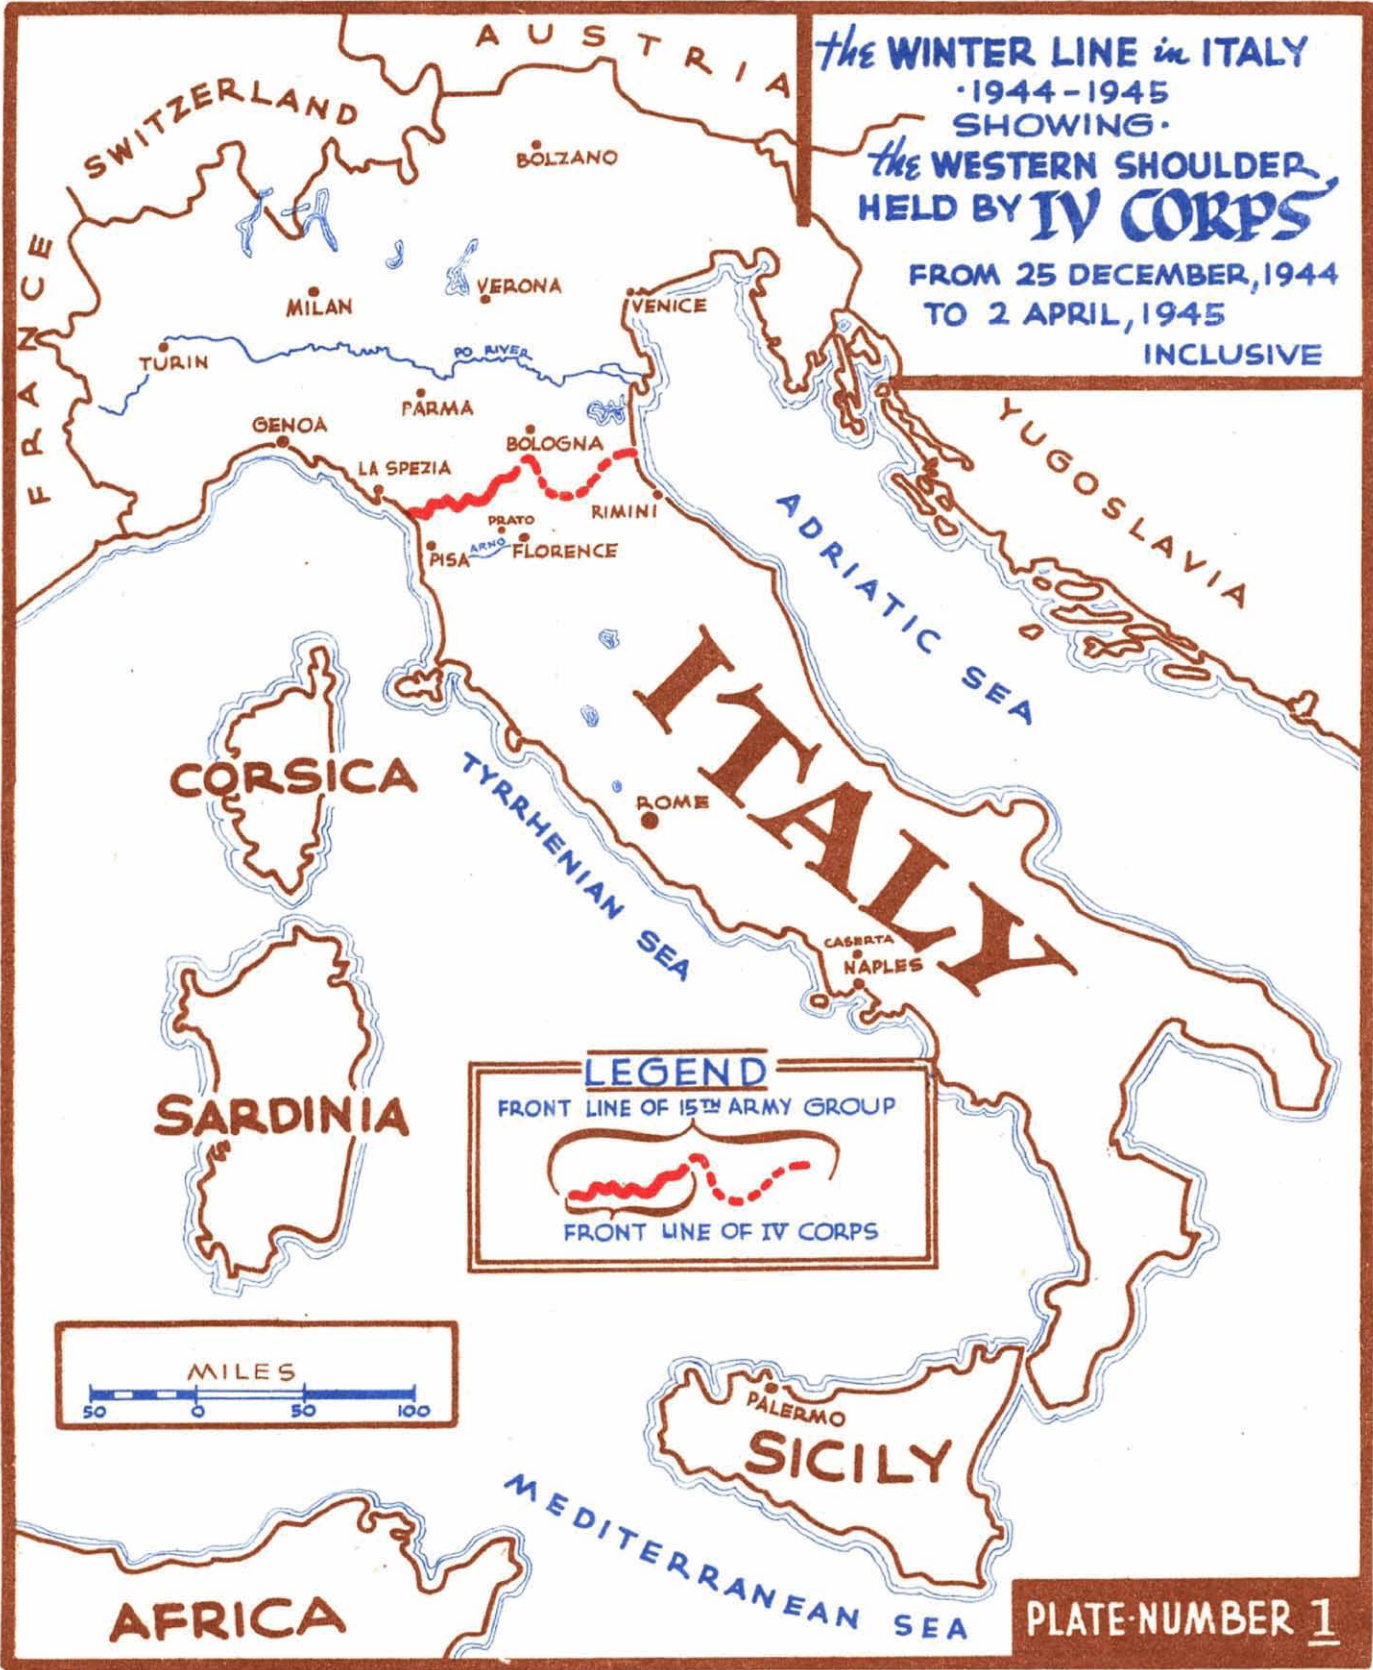 the WINTER LINE in ITALY
·1944-1945
SHOWING·
the WESTERN SHOULDER,
HELD BY IV CORPS
FROM 25 DECEMBER, 1944
TO 2 APRIL, 1945
INCLUSIVE
AUSTRIA
SWITZERLAND
FRANCE
YUGOSLAVIA
BOLZANO
VERONA
MILAN
VENICE
TURIN
PO RIVER
PARMA
GENOA
BOLOGNA
LA SPEZIA
RIMINI
PRATO
PISA
ARNO
FLORENCE
ADRIATIC SEA
ITALY
CORSICA
TYRRHENIAN SEA
ROME
CASERTA
NAPLES
SARDINIA
LEGEND
FRONT LINE OF 15TH ARMY GROUP
FRONT LINE OF IV CORPS
MILES
50 0 50 100
PALERMO
SICILY
MEDITERRANEAN SEA
AFRICA
PLATE·NUMBER 1